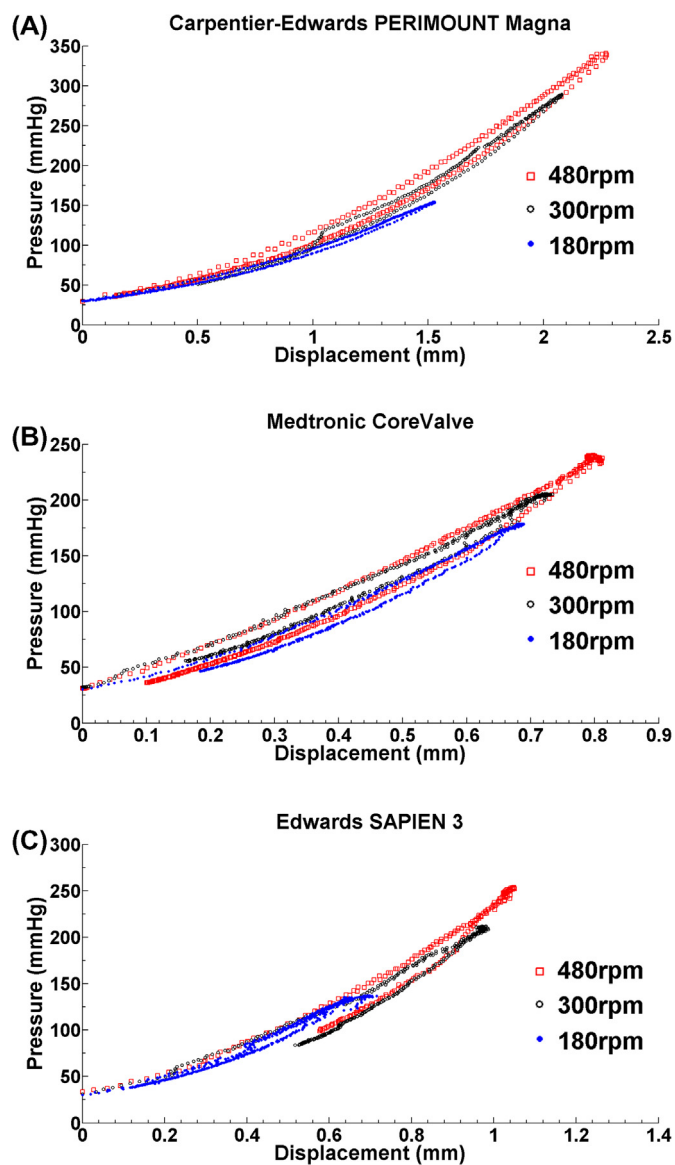 (A)
Carpentier-Edwards PERIMOUNT Magna
350
300
250
200
150
100
50
0
Pressure (mmHg)
480rpm
300rpm
180rpm
0 0.5 1 1.5 2 2.5
Displacement (mm)
(B)
Medtronic CoreValve
250
200
150
100
50
0
Pressure (mmHg)
480rpm
300rpm
180rpm
0 0.1 0.2 0.3 0.4 0.5 0.6 0.7 0.8 0.9
Displacement (mm)
(C)
Edwards SAPIEN 3
300
250
200
150
100
50
0
Pressure (mmHg)
480rpm
300rpm
180rpm
0 0.2 0.4 0.6 0.8 1 1.2 1.4
Displacement (mm)